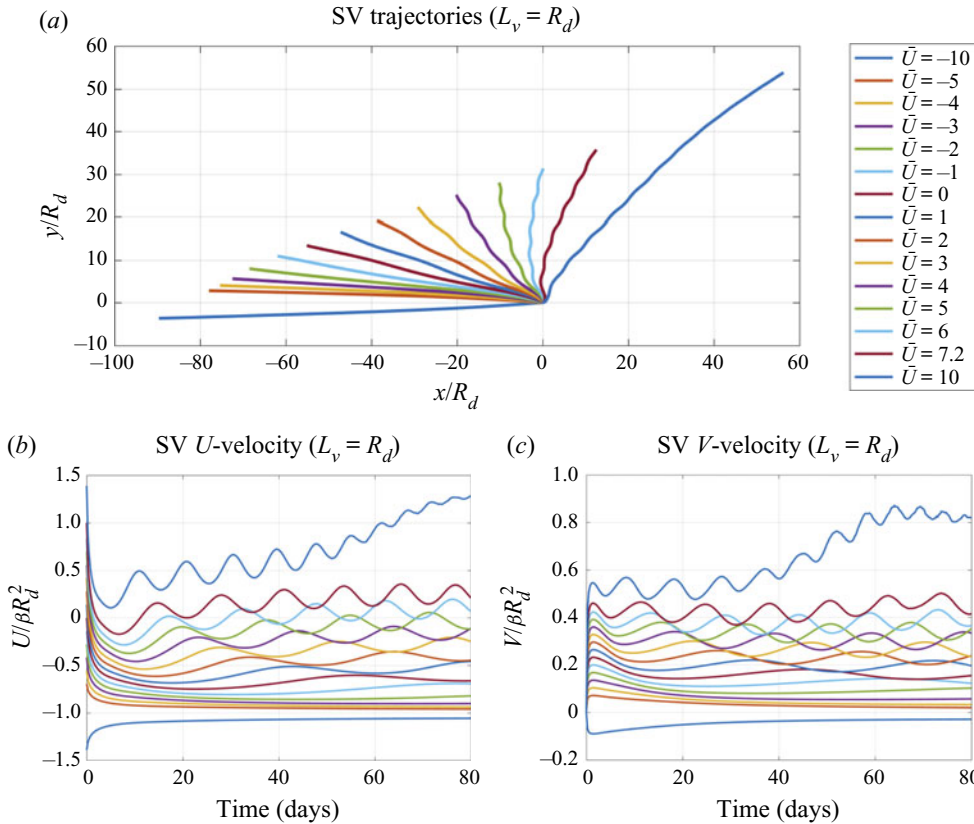 (a) SV trajectories (L_v = R_d)
60
50
40
30
20
10
0
–10
y/R_d
–100 –80 –60 –40 –20 0 20 40 60
x/R_d
Ū = –10
Ū = –5
Ū = –4
Ū = –3
Ū = –2
Ū = –1
Ū = 0
Ū = 1
Ū = 2
Ū = 3
Ū = 4
Ū = 5
Ū = 6
Ū = 7.2
Ū = 10
(b) SV U-velocity (L_v = R_d)
1.5
1.0
0.5
0
–0.5
–1.0
–1.5
U/βR_d^2
0 20 40 60 80
Time (days)
(c) SV V-velocity (L_v = R_d)
1.0
0.8
0.6
0.4
0.2
0
–0.2
V/βR_d^2
0 20 40 60 80
Time (days)